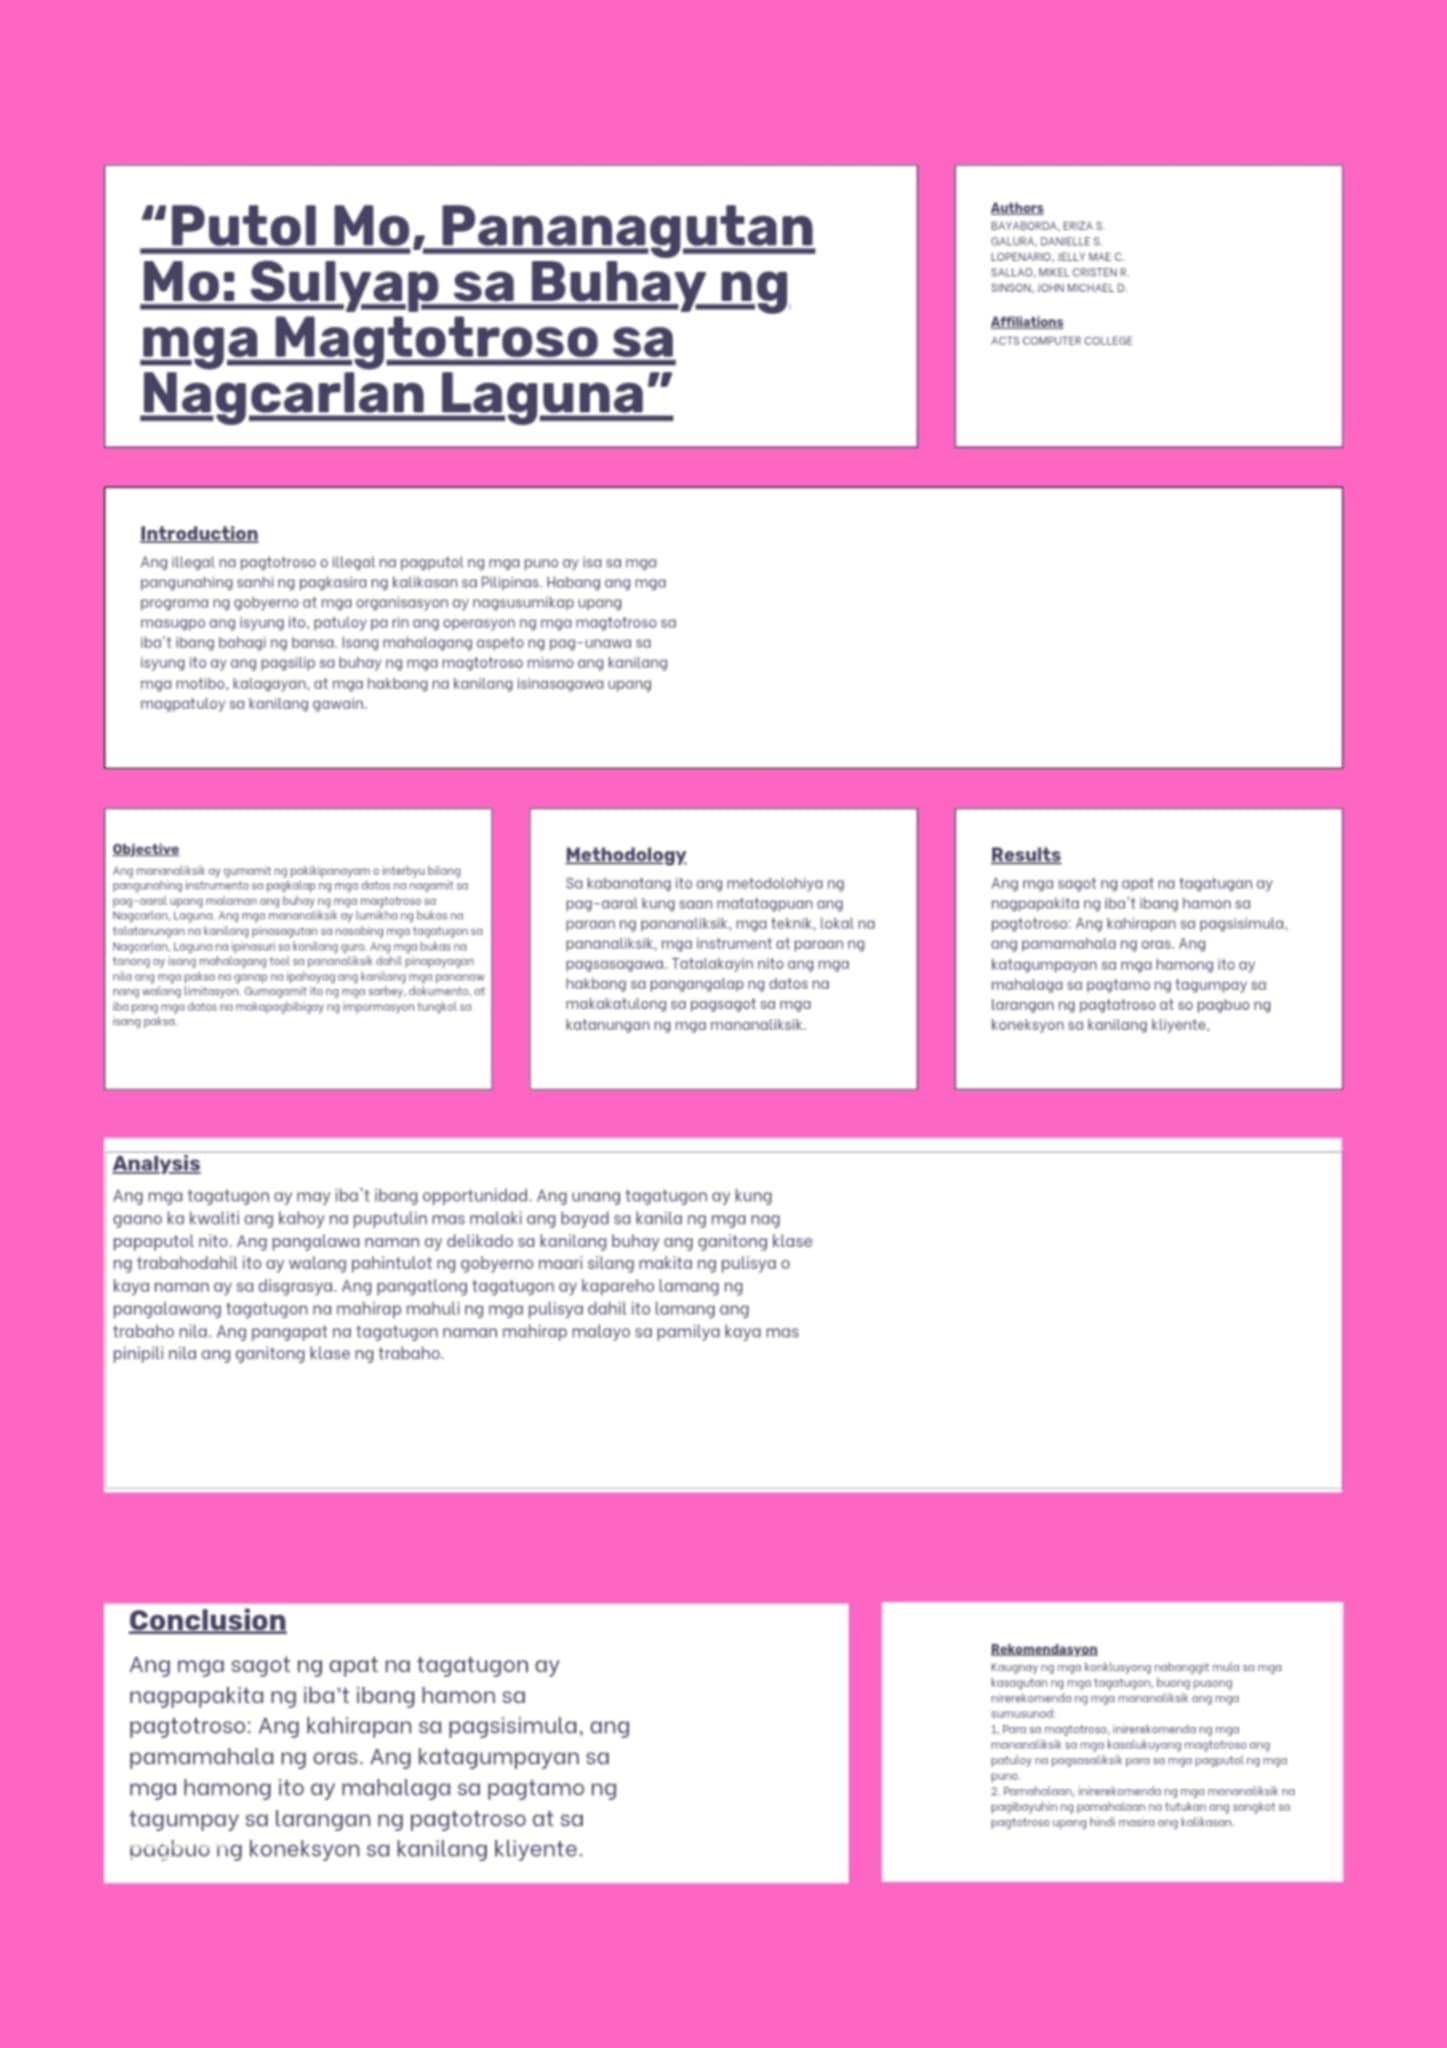 “Putol Mo, Pananagutan
Mo: Sulyap sa Buhay ng
mga Magtotroso sa
Nagcarlan Laguna”
Authors
BAYABORDA, ERIZA S.
GALURA, DANIELLE S.
LOPENARIO, JELLY MAE C.
SALLAO, MIKEL CRISTEN R.
SINSON, JOHN MICHAEL D.
Affiliations
ACTS COMPUTER COLLEGE
Introduction
Ang illegal na pagtotroso o illegal na pagputol ng mga puno ay isa sa mga
pangunahing sanhi ng pagkasira ng kalikasan sa Pilipinas. Habang ang mga
programa ng gobyerno at mga organisasyon ay nagsusumikap upang
masugpo ang isyung ito, patuloy pa rin ang operasyon ng mga magtotroso sa
iba't ibang bahagi ng bansa. Isang mahalagang aspeto ng pag-unawa sa
isyung ito ay ang pagsilip sa buhay ng mga magtotroso mismo ang kanilang
mga motibo, kalagayan, at mga hakbang na kanilang isinasagawa upang
magpatuloy sa kanilang gawain.
Objective
Ang mananaliksik ay gumamit ng pakikipanayam o interbyu bilang
pangunahing instrumento sa pagkalap ng mga datos na nagamit sa
pag-aaral upang malaman ang buhay ng mga magtotroso sa
Nagcarlan, Laguna. Ang mga mananaliksik ay lumikha ng bukas na
talatanungan na kanilang pinasagutan sa nasabing mga tagatugon sa
Nagcarlan, Laguna na ipinasuri sa kanilang guro. Ang mga bukas na
tanong ay isang mahalagang tool sa pananaliksik dahil pinapayagan
nila ang mga paksa na ganap na ipahayag ang kanilang mga pananaw
nang walang limitasyon. Gumagamit ito ng mga sarbey, dokumento, at
iba pang mga datos na makapagbibigay ng impormasyon tungkol sa
isang paksa.
Methodology
Sa kabanatang ito ang metodolohiya ng
pag-aaral kung saan matatagpuan ang
paraan ng pananaliksik, mga teknik, lokal na
pananaliksik, mga instrument at paraan ng
pagsasagawa. Tatalakayin nito ang mga
hakbang sa pangangalap ng datos na
makakatulong sa pagsagot sa mga
katanungan ng mga mananaliksik.
Results
Ang mga sagot ng apat na tagatugan ay
nagpapakita ng iba't ibang hamon sa
pagtotroso: Ang kahirapan sa pagsisimula,
ang pamamahala ng oras. Ang
katagumpayan sa mga hamong ito ay
mahalaga sa pagtamo ng tagumpay sa
larangan ng pagtatroso at so pagbuo ng
koneksyon sa kanilang kliyente,
Analysis
Ang mga tagatugon ay may iba`t ibang opportunidad. Ang unang tagatugon ay kung
gaano ka kwaliti ang kahoy na puputulin mas malaki ang bayad sa kanila ng mga nag
papaputol nito. Ang pangalawa naman ay delikado sa kanilang buhay ang ganitong klase
ng trabahodahil ito ay walang pahintulot ng gobyerno maari silang makita ng pulisya o
kaya naman ay sa disgrasya. Ang pangatlong tagatugon ay kapareho lamang ng
pangalawang tagatugon na mahirap mahuli ng mga pulisya dahil ito lamang ang
trabaho nila. Ang pangapat na tagatugon naman mahirap malayo sa pamilya kaya mas
pinipili nila ang ganitong klase ng trabaho.
Conclusion
Ang mga sagot ng apat na tagatugon ay
nagpapakita ng iba't ibang hamon sa
pagtotroso: Ang kahirapan sa pagsisimula, ang
pamamahala ng oras. Ang katagumpayan sa
mga hamong ito ay mahalaga sa pagtamo ng
tagumpay sa larangan ng pagtotroso at sa
pagbuo ng koneksyon sa kanilang kliyente.
Rekomendasyon
Kaugnay ng mga konklusyong nabanggit mula sa mga
kasagutan ng mga tagatugon, buong pusong
nirerekomenda ng mga mananaliksik ang mga
sumusunod:
1. Para sa magtotroso, inirerekomenda ng mga
mananaliksik sa mga kasalukuyang magtotroso ang
patuloy na pagsasaliksik para sa mga pagputol ng mga
puno.
2. Pamahalaan, inirerekomenda ng mga mananaliksik na
pagibayuhin ng pamahalaan na tutukan ang sangkot sa
pagtotroso upang hindi masira ang kalikasan.